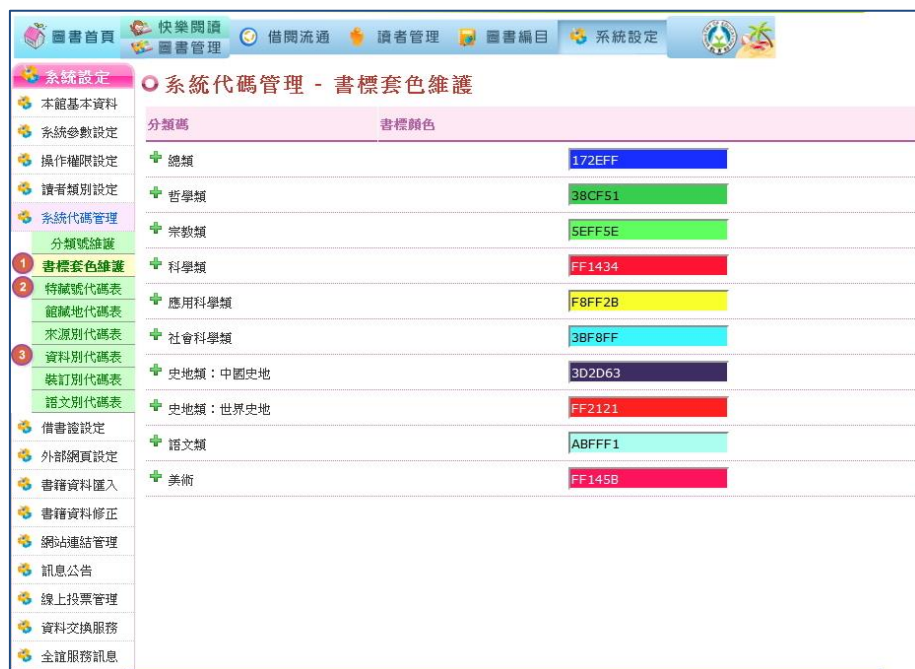 圖書首頁
快樂閱讀
圖書管理
借閱流通
讀者管理
圖書編目
系統設定
系統設定
本館基本資料
系統參數設定
操作權限設定
讀者類別設定
系統代碼管理
分類號維護
1 書標套色維護
2 特藏號代碼表
館藏地代碼表
來源別代碼表
3 資料別代碼表
裝訂別代碼表
語文別代碼表
借書證設定
外部網頁設定
書籍資料匯入
書籍資料修正
網站連結管理
訊息公告
線上投票管理
資料交換服務
全誼服務訊息
系統代碼管理 - 書標套色維護
分類碼 書標顏色
總類 172EFF
哲學類 38CF51
宗教類 5EFF5E
科學類 FF1434
應用科學類 F8FF2B
社會科學類 3BF8FF
史地類：中國史地 3D2D63
史地類：世界史地 FF2121
語文類 ABFFF1
美術 FF145B